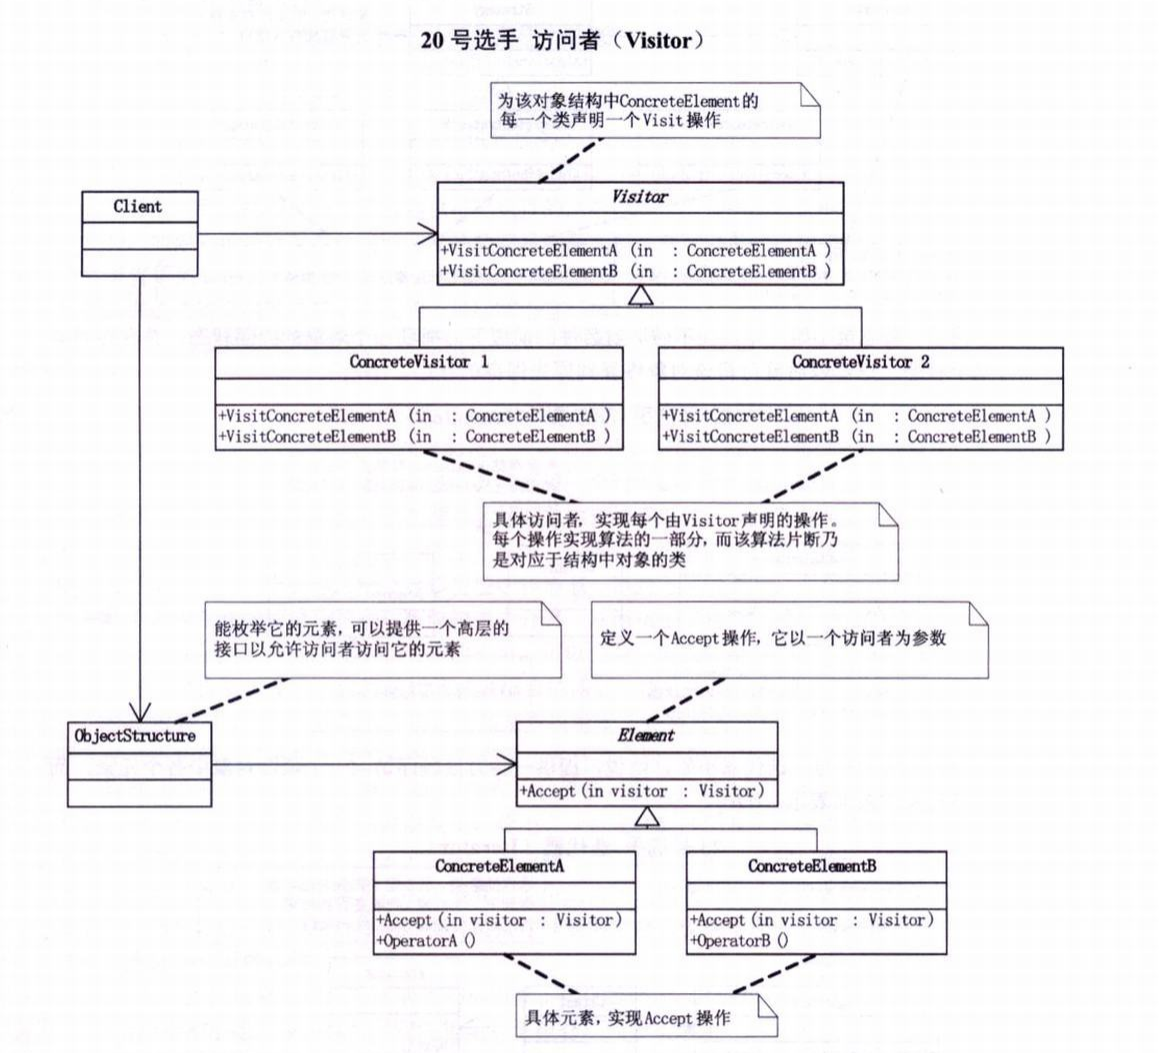 20 号选手 访问者（Visitor）
为该对象结构中ConcreteElement的
每一个类声明一个Visit操作
Client
Visitor
+VisitConcreteElementA (in : ConcreteElementA )
+VisitConcreteElementB (in : ConcreteElementB )
ConcreteVisitor 1
+VisitConcreteElementA (in : ConcreteElementA )
+VisitConcreteElementB (in : ConcreteElementB )
ConcreteVisitor 2
+VisitConcreteElementA (in : ConcreteElementA )
+VisitConcreteElementB (in : ConcreteElementB )
具体访问者，实现每个由Visitor声明的操作。
每个操作实现算法的一部分，而该算法片断乃
是对应于结构中对象的类
能枚举它的元素，可以提供一个高层的
接口以允许访问者访问它的元素
定义一个Accept操作，它以一个访问者为参数
ObjectStructure
Element
+Accept(in visitor : Visitor)
ConcreteElementA
+Accept(in visitor : Visitor)
+OperatorA()
ConcreteElementB
+Accept(in visitor : Visitor)
+OperatorB()
具体元素，实现Accept操作